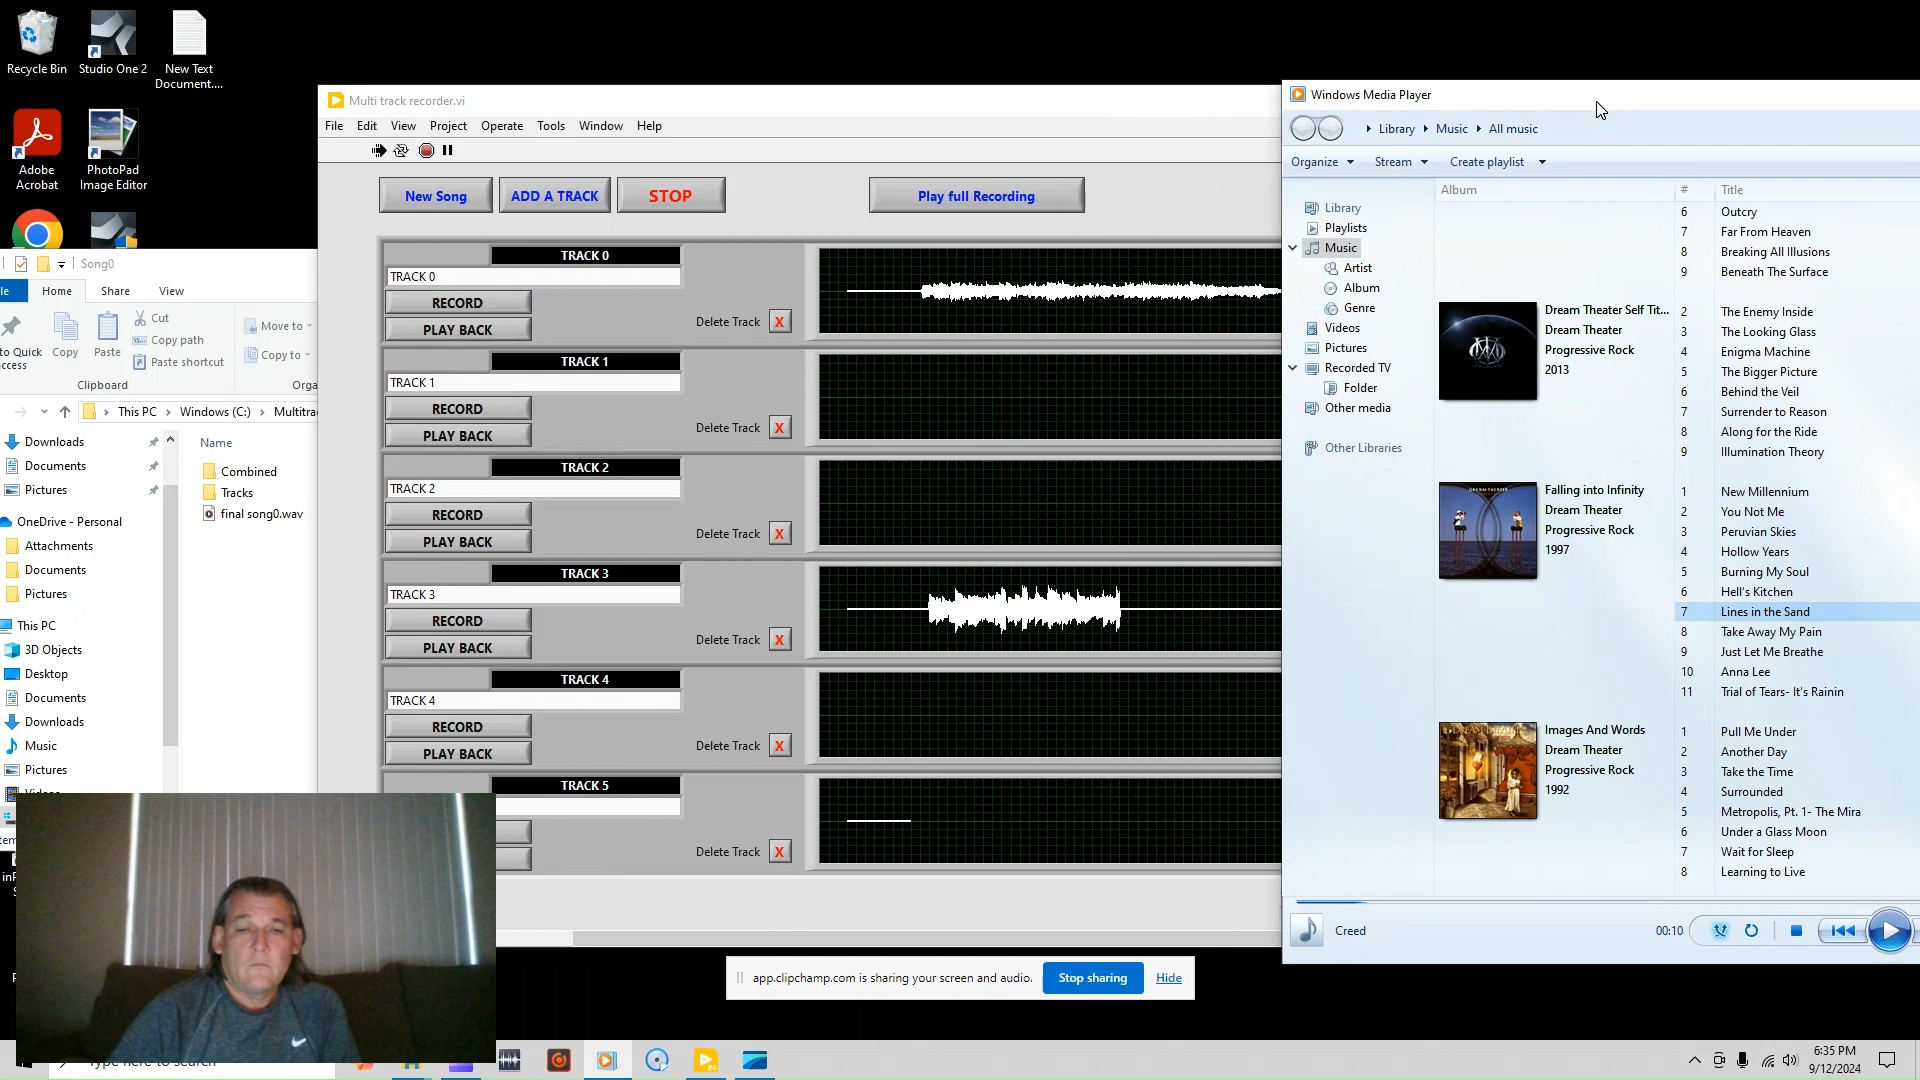 Recycle Bin
Studio One 2
New Text
Document....
Adobe
Acrobat
PhotoPad
Image Editor
Song0
Home
Share
View
Cut
Copy path
Paste shortcut
Copy
Paste
Move to
Copy to
to Quick
Clipboard
This PC
Windows (C:)
Name
Downloads
Documents
Pictures
OneDrive - Personal
Attachments
Documents
Pictures
This PC
3D Objects
Desktop
Documents
Downloads
Music
Pictures
Combined
Tracks
final song0.wav
Multi track recorder.vi
File Edit View Project Operate Tools Window Help
New Song
ADD A TRACK
STOP
Play full Recording
TRACK 0
TRACK 0
RECORD
PLAY BACK
Delete Track X
TRACK 1
TRACK 1
RECORD
PLAY BACK
Delete Track X
TRACK 2
TRACK 2
RECORD
PLAY BACK
Delete Track X
TRACK 3
TRACK 3
RECORD
PLAY BACK
Delete Track X
TRACK 4
TRACK 4
RECORD
PLAY BACK
Delete Track X
TRACK 5
Delete Track X
Windows Media Player
Library Music All music
Organize Stream Create playlist
Library
Playlists
Music
Artist
Album
Genre
Videos
Pictures
Recorded TV
Folder
Other media
Other Libraries
Album # Title
6 Outcry
7 Far From Heaven
8 Breaking All Illusions
9 Beneath The Surface
Dream Theater Self Tit...
Dream Theater
Progressive Rock
2013
2 The Enemy Inside
3 The Looking Glass
4 Enigma Machine
5 The Bigger Picture
6 Behind the Veil
7 Surrender to Reason
8 Along for the Ride
9 Illumination Theory
Falling into Infinity
Dream Theater
Progressive Rock
1997
1 New Millennium
2 You Not Me
3 Peruvian Skies
4 Hollow Years
5 Burning My Soul
6 Hell's Kitchen
7 Lines in the Sand
8 Take Away My Pain
9 Just Let Me Breathe
10 Anna Lee
11 Trial of Tears- It's Rainin
Images And Words
Dream Theater
Progressive Rock
1992
1 Pull Me Under
2 Another Day
3 Take the Time
4 Surrounded
5 Metropolis, Pt. 1- The Mira
6 Under a Glass Moon
7 Wait for Sleep
8 Learning to Live
Creed
00:10
app.clipchamp.com is sharing your screen and audio.
Stop sharing
Hide
6:35 PM
9/12/2024